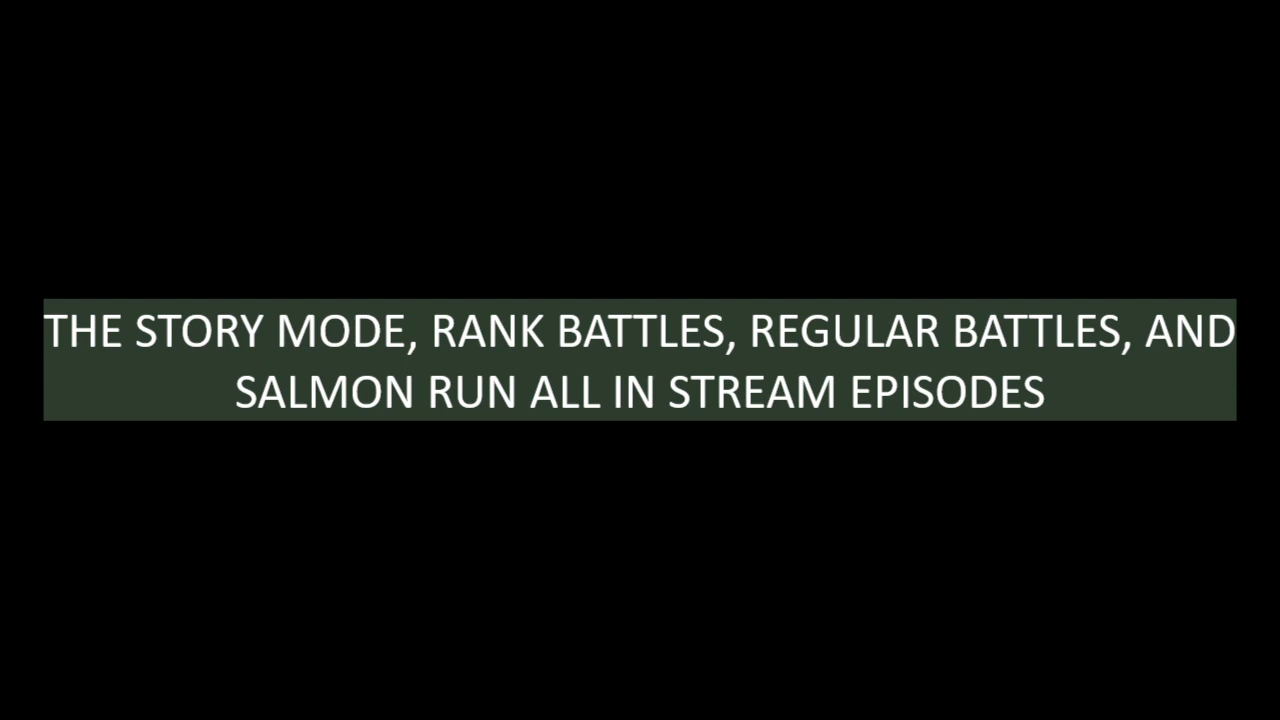 THE STORY MODE, RANK BATTLES, REGULAR BATTLES, AND
SALMON RUN ALL IN STREAM EPISODES